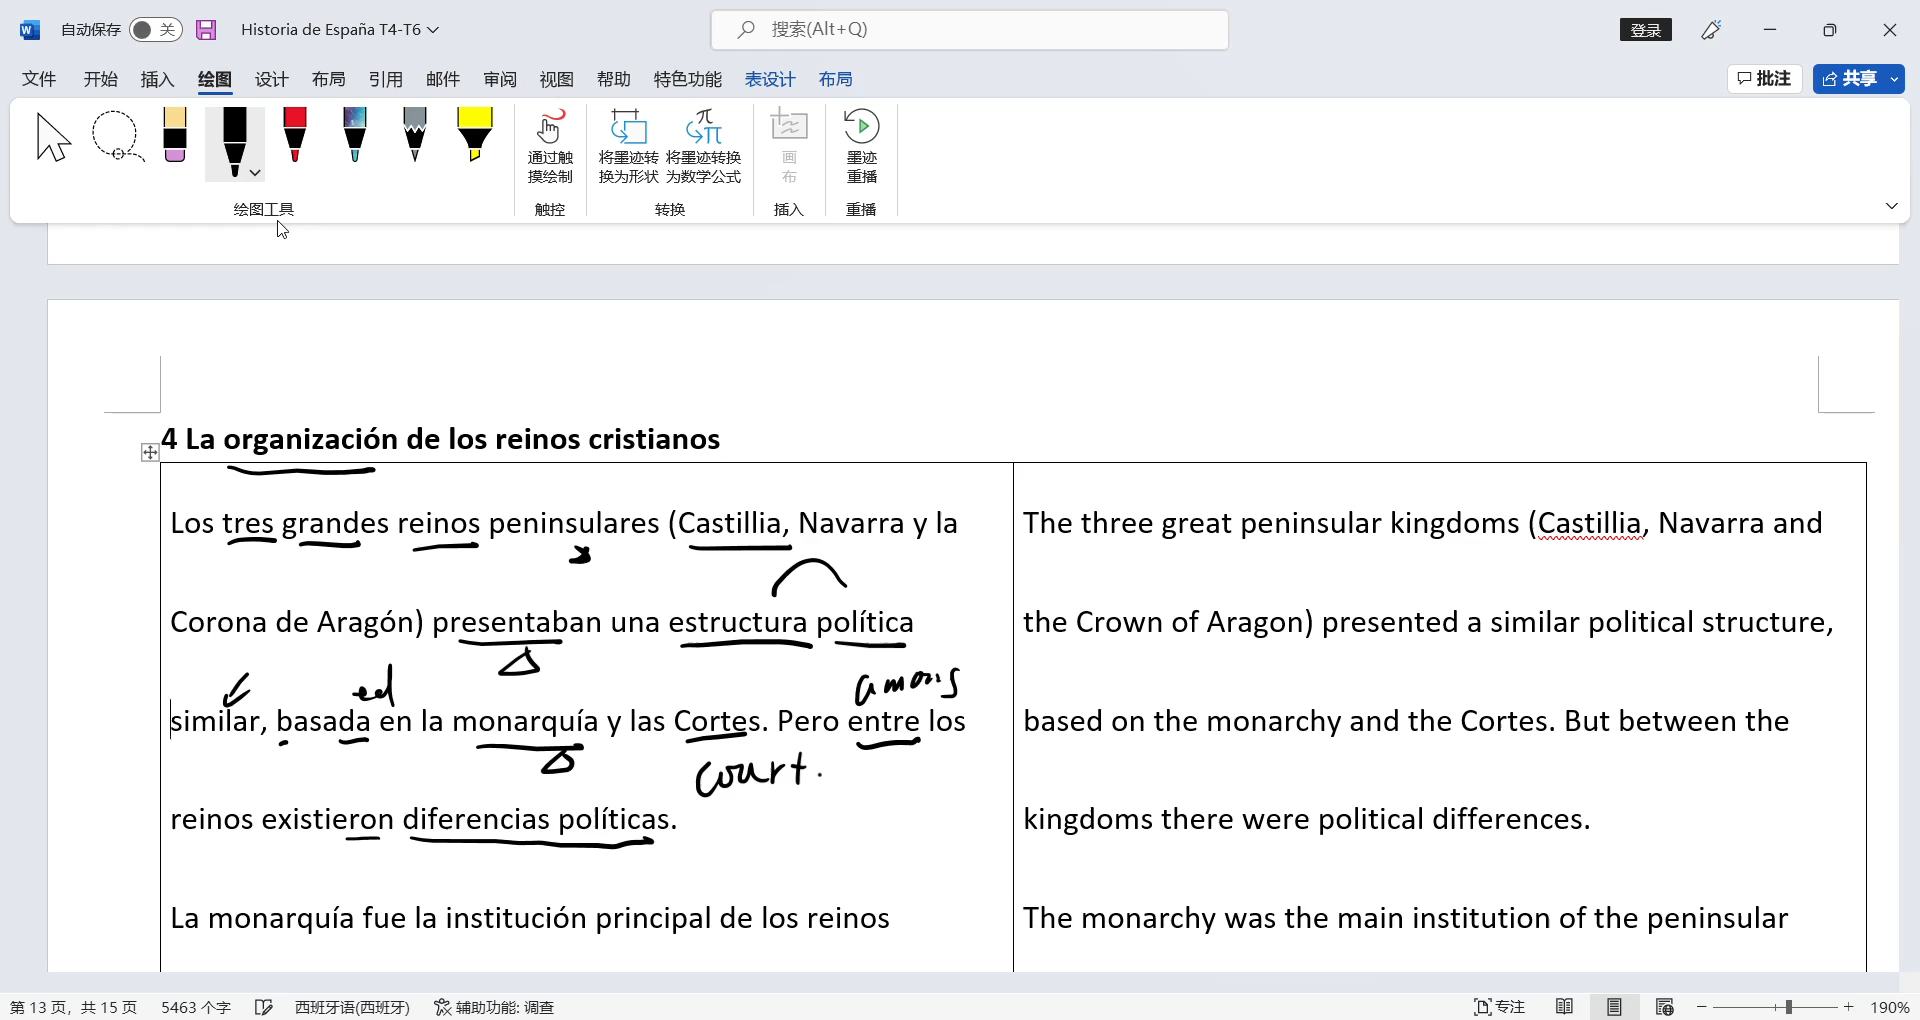 自动保存 关 Historia de España T4-T6 搜索(Alt+Q) 登录
文件 开始 插入 绘图 设计 布局 引用 邮件 审阅 视图 帮助 特色功能 表设计 布局 批注 共享
通过触摸绘制 将墨迹转换为形状 将墨迹转换为数学公式 画布 墨迹重播
绘图工具 触控 转换 插入 重播
4 La organización de los reinos cristianos
Los tres grandes reinos peninsulares (Castillia, Navarra y la
Corona de Aragón) presentaban una estructura política
ed
similar, basada en la monarquía y las Cortes. Pero entre los
court.
reinos existieron diferencias políticas.
La monarquía fue la institución principal de los reinos
The three great peninsular kingdoms (Castillia, Navarra and
the Crown of Aragon) presented a similar political structure,
based on the monarchy and the Cortes. But between the
kingdoms there were political differences.
The monarchy was the main institution of the peninsular
第 13 页，共 15 页 5463 个字 西班牙语(西班牙) 辅助功能: 调查 专注 190%